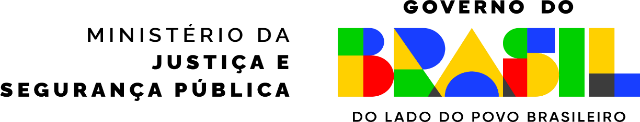 MINISTÉRIO DA
JUSTIÇA E
SEGURANÇA PÚBLICA
GOVERNO DO
BRASIL
DO LADO DO POVO BRASILEIRO